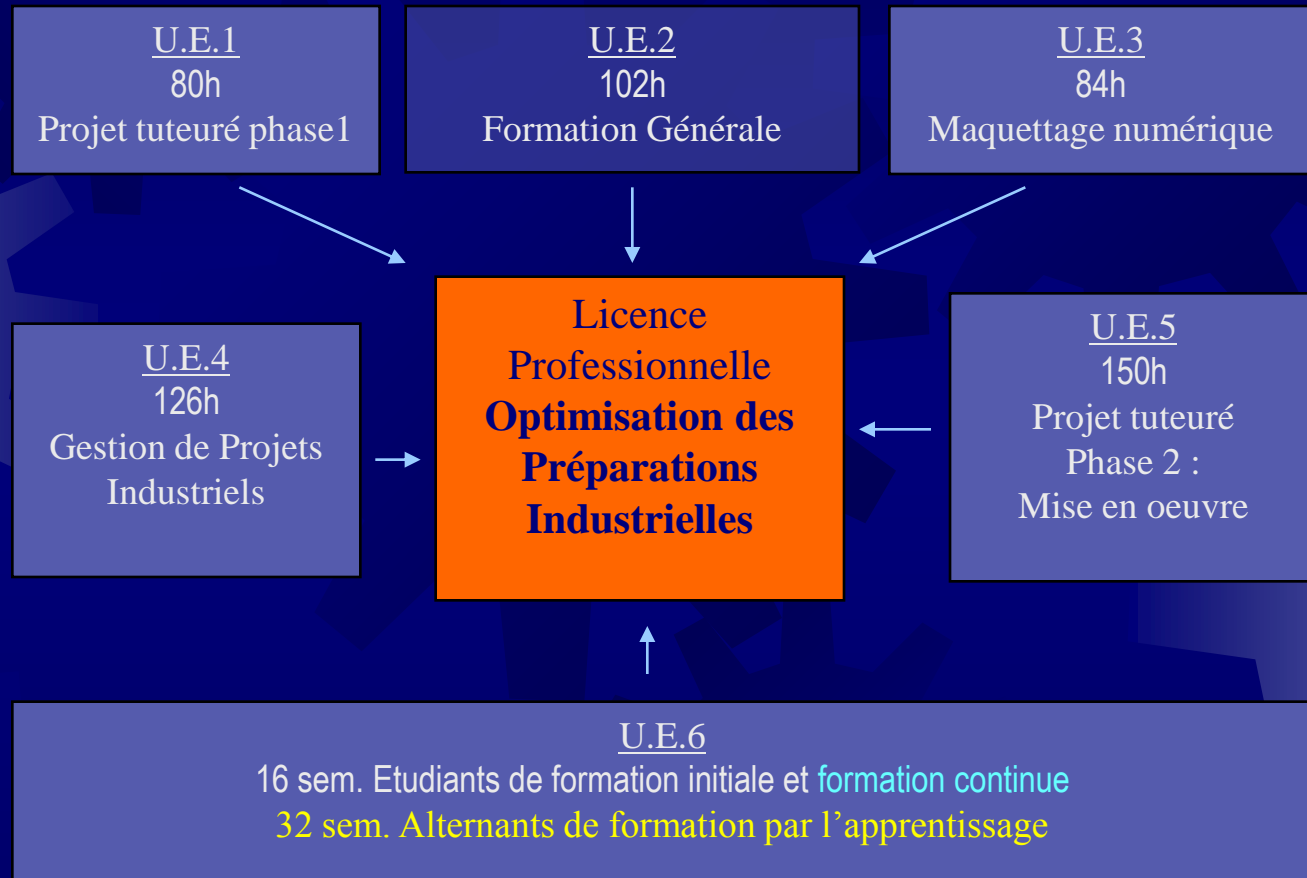 U.E.1
80h
Projet tuteuré phase1
U.E.2
102h
Formation Générale
U.E.3
84h
Maquettage numérique
U.E.4
126h
Gestion de Projets
Industriels
Licence
Professionnelle
Optimisation des
Préparations
Industrielles
U.E.5
150h
Projet tuteuré
Phase 2 :
Mise en oeuvre
U.E.6
16 sem. Etudiants de formation initiale et formation continue
32 sem. Alternants de formation par l’apprentissage